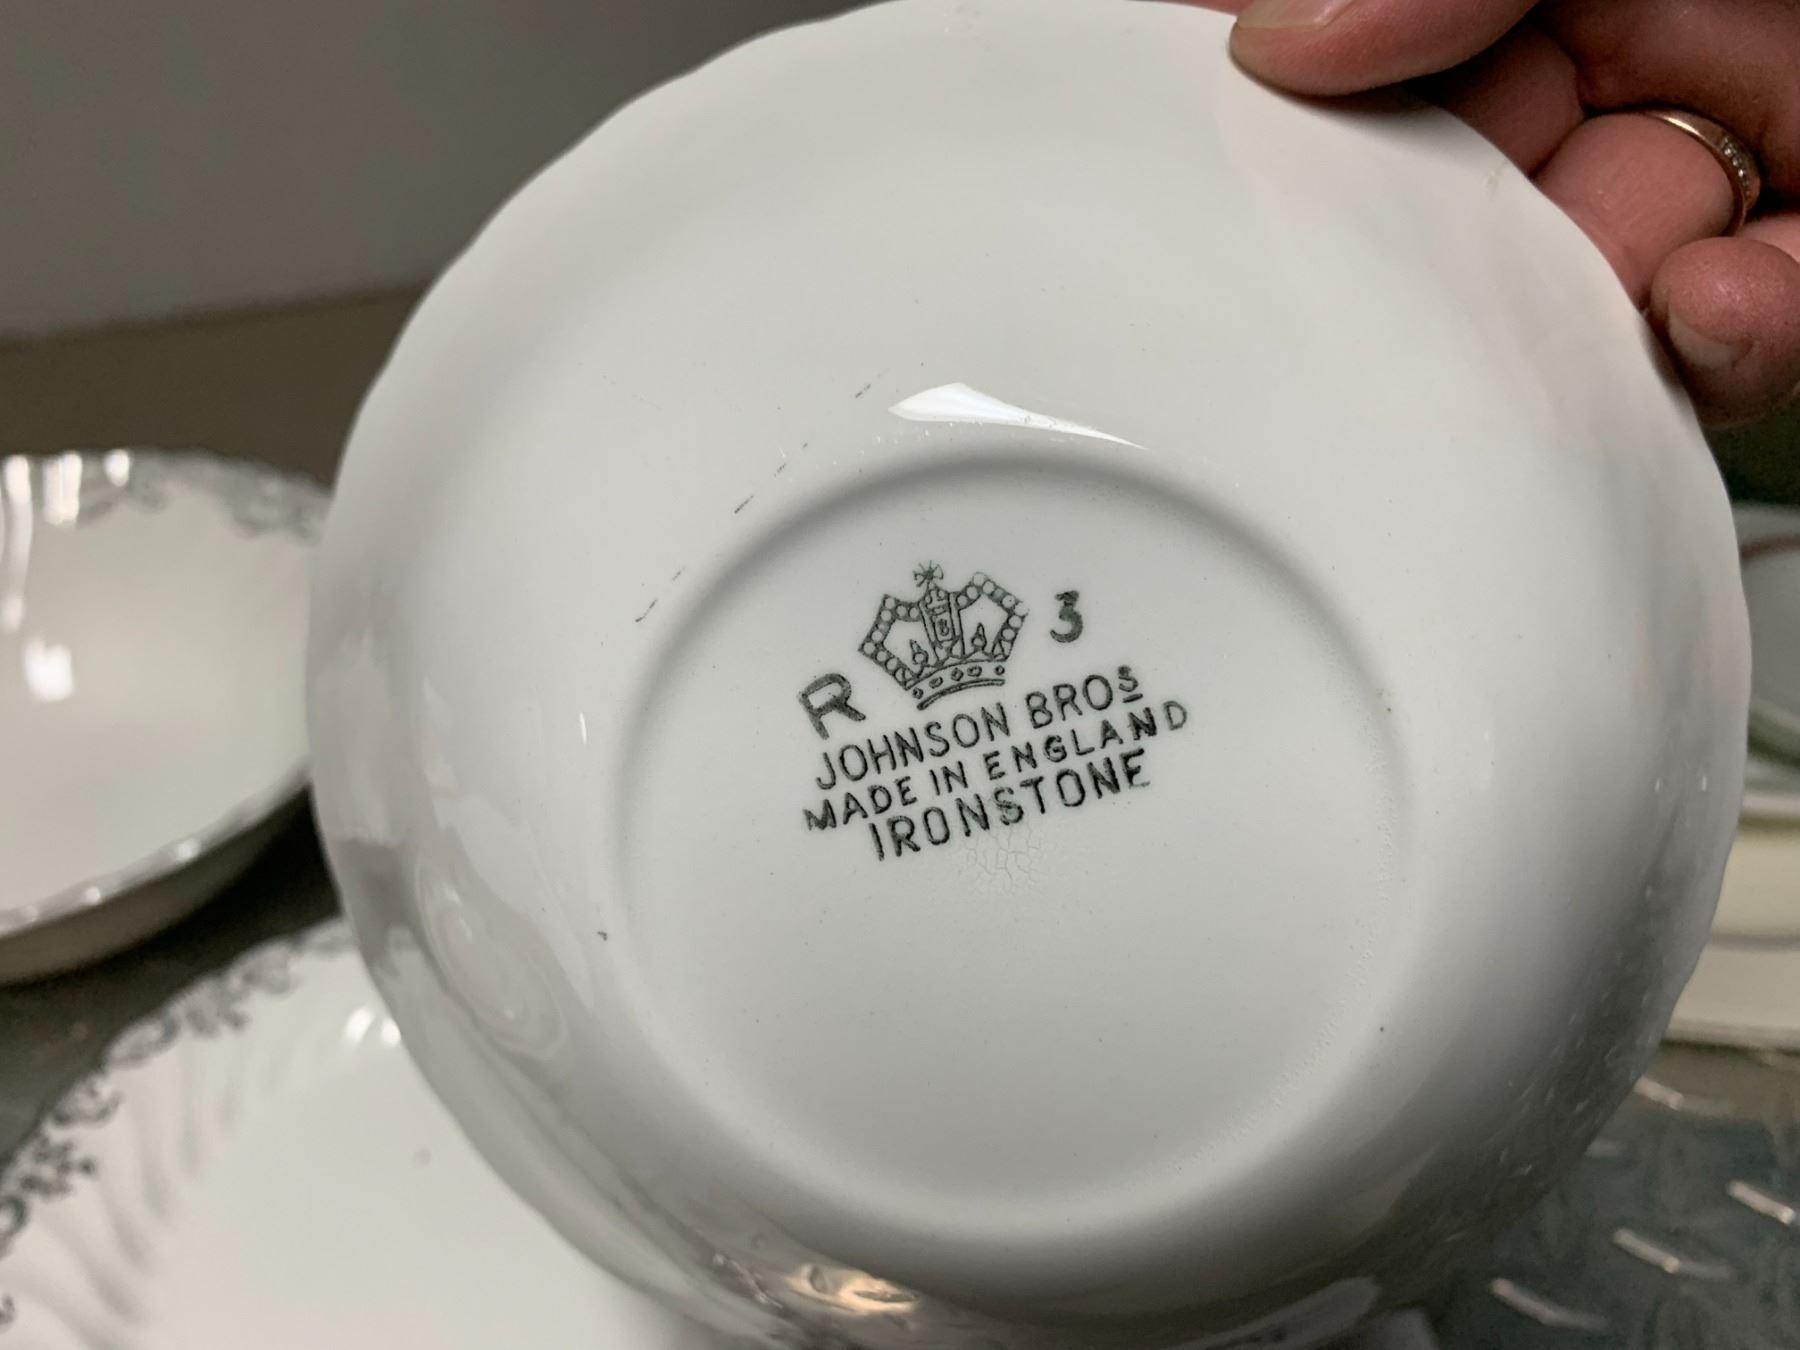 R 3
JOHNSON BROS
MADE IN ENGLAND
IRONSTONE